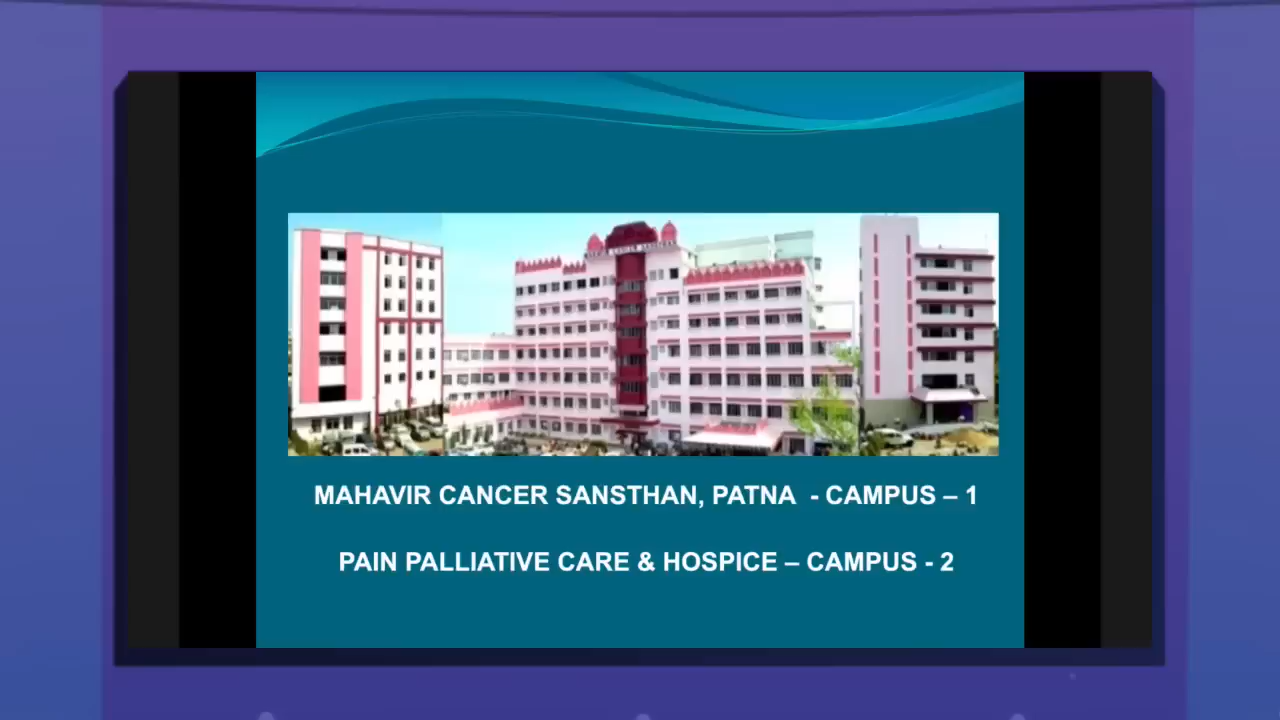 MAHAVIR CANCER SANSTHAN, PATNA - CAMPUS – 1
PAIN PALLIATIVE CARE & HOSPICE – CAMPUS - 2